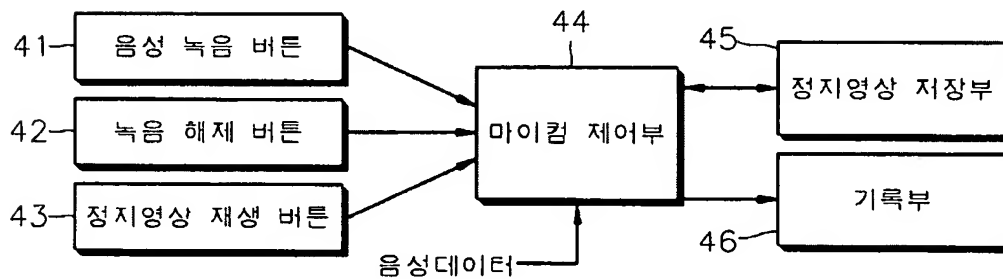 41
음성 녹음 버튼
42
녹음 해제 버튼
43
정지영상 재생 버튼
44
마이컴 제어부
음성데이터
45
정지영상 저장부
기록부
46